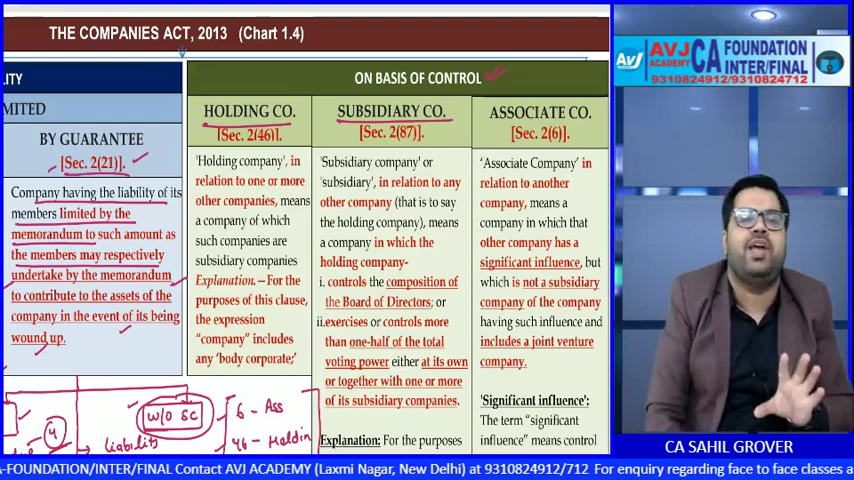 THE COMPANIES ACT, 2013 (Chart 1.4)
LITY
ON BASIS OF CONTROL
IMITED
BY GUARANTEE
[Sec. 2(21)].
Company having the liability of its
members limited by the
memorandum to such amount as
the members may respectively
undertake by the memorandum
to contribute to the assets of the
company in the event of its being
wound up.
HOLDING CO.
[Sec. 2(46)].
'Holding company', in
relation to one or more
other companies, means
a company of which
such companies are
subsidiary companies
Explanation.—For the
purposes of this clause,
the expression
"company" includes
any 'body corporate;'
SUBSIDIARY CO.
[Sec. 2(87)].
'Subsidiary company' or
'subsidiary', in relation to any
other company (that is to say
the holding company), means
a company in which the
holding company-
i. controls the composition of
the Board of Directors; or
ii. exercises or controls more
than one-half of the total
voting power either at its own
or together with one or more
of its subsidiary companies.
Explanation: For the purposes
ASSOCIATE CO.
[Sec. 2(6)].
'Associate Company' in
relation to another
company, means a
company in which that
other company has a
significant influence, but
which is not a subsidiary
company of the company
having such influence and
includes a joint venture
company.
'Significant influence':
The term "significant
influence" means control
W/O SC
4
liability
6 - Ass
46 - Holdin
AVJ
AVJ
ACADEMY
CA
FOUNDATION
INTER/FINAL
9310824912/9310824712
CA SAHIL GROVER
A-FOUNDATION/INTER/FINAL Contact AVJ ACADEMY (Laxmi Nagar, New Delhi) at 9310824912/712 For enquiry regarding face to face classes a